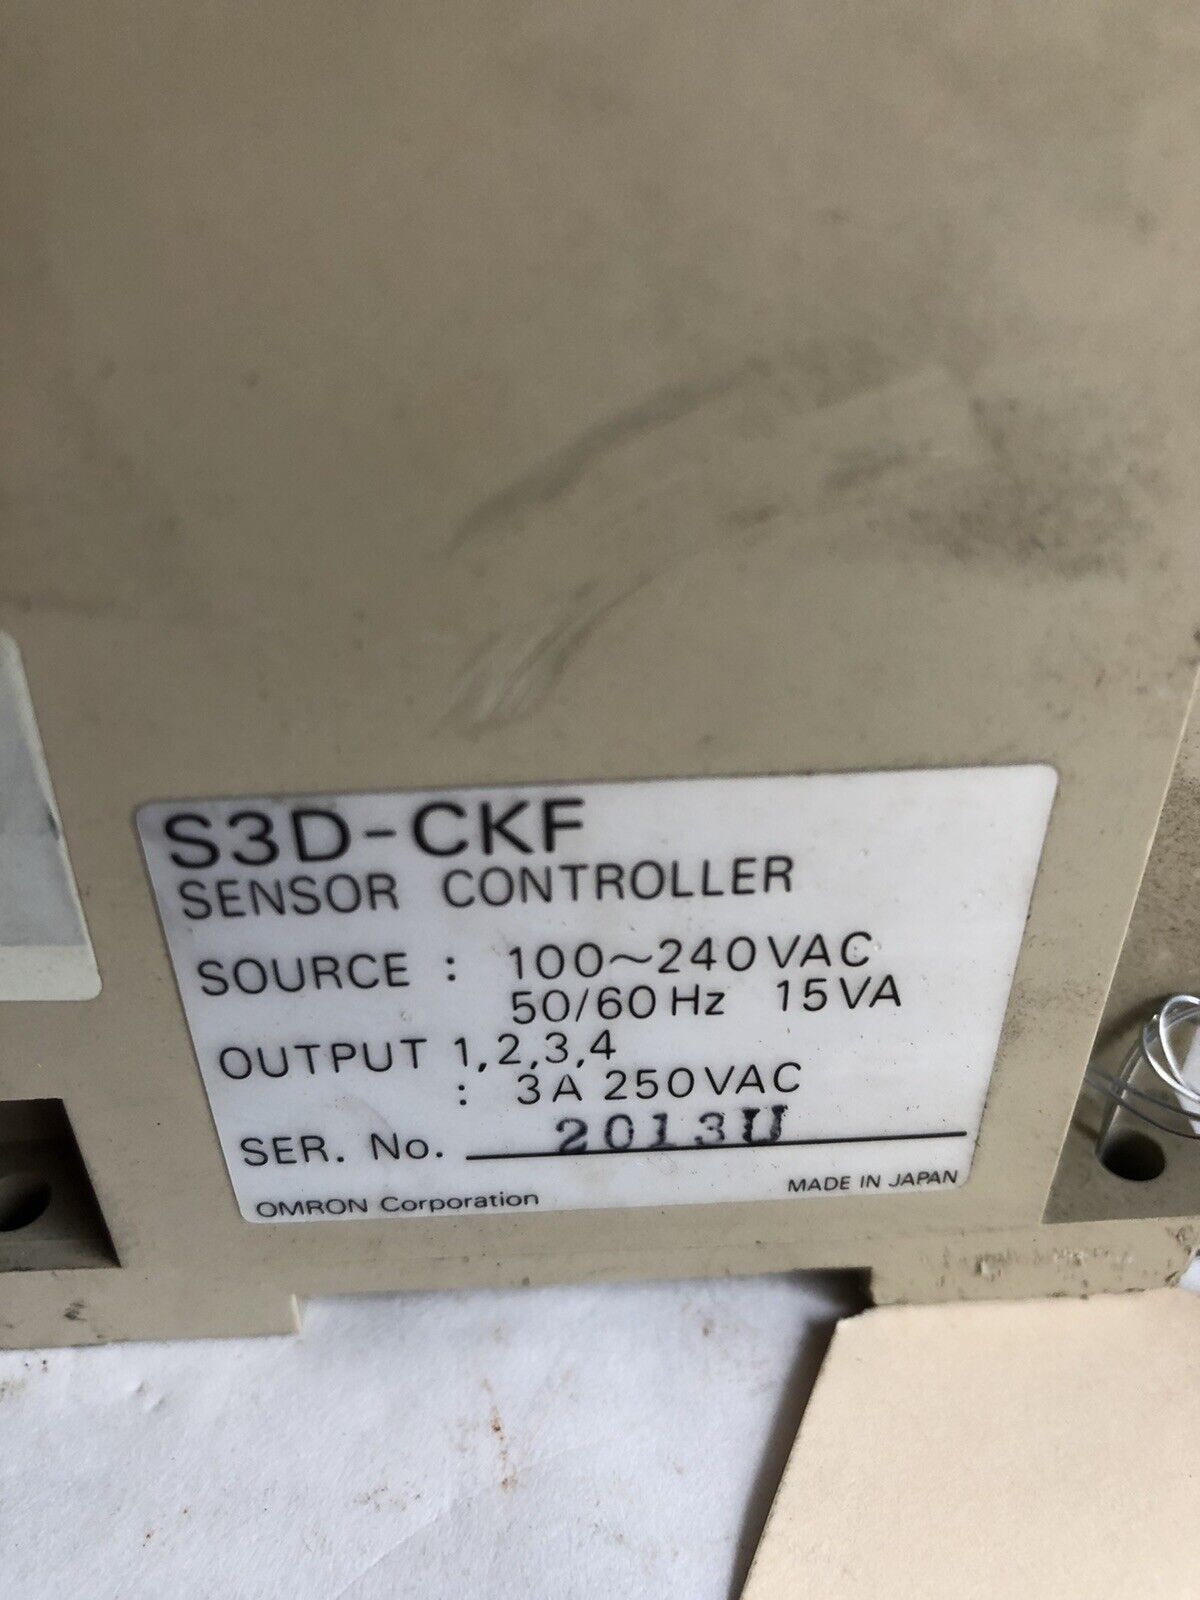 S3D-CKF
SENSOR CONTROLLER
SOURCE : 100~240VAC
50/60Hz 15VA
OUTPUT 1,2,3,4
: 3A 250VAC
SER. No. 2013U
OMRON Corporation MADE IN JAPAN